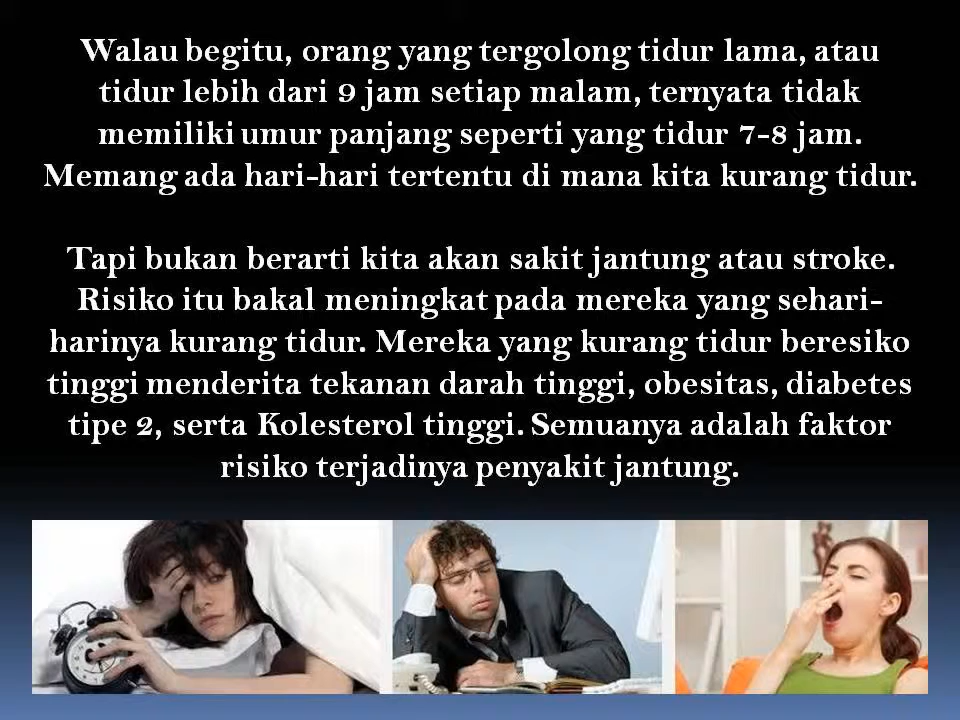 Walau begitu, orang yang tergolong tidur lama, atau
tidur lebih dari 9 jam setiap malam, ternyata tidak
memiliki umur panjang seperti yang tidur 7-8 jam.
Memang ada hari-hari tertentu di mana kita kurang tidur.
Tapi bukan berarti kita akan sakit jantung atau stroke.
Risiko itu bakal meningkat pada mereka yang sehari-
harinya kurang tidur. Mereka yang kurang tidur beresiko
tinggi menderita tekanan darah tinggi, obesitas, diabetes
tipe 2, serta Kolesterol tinggi. Semuanya adalah faktor
risiko terjadinya penyakit jantung.